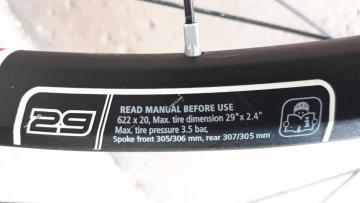 29
READ MANUAL BEFORE USE
622 x 20, Max. tire dimension 29" x 2.4"
Max. tire pressure 3.5 bar,
Spoke front 305/306 mm, rear 307/305 mm